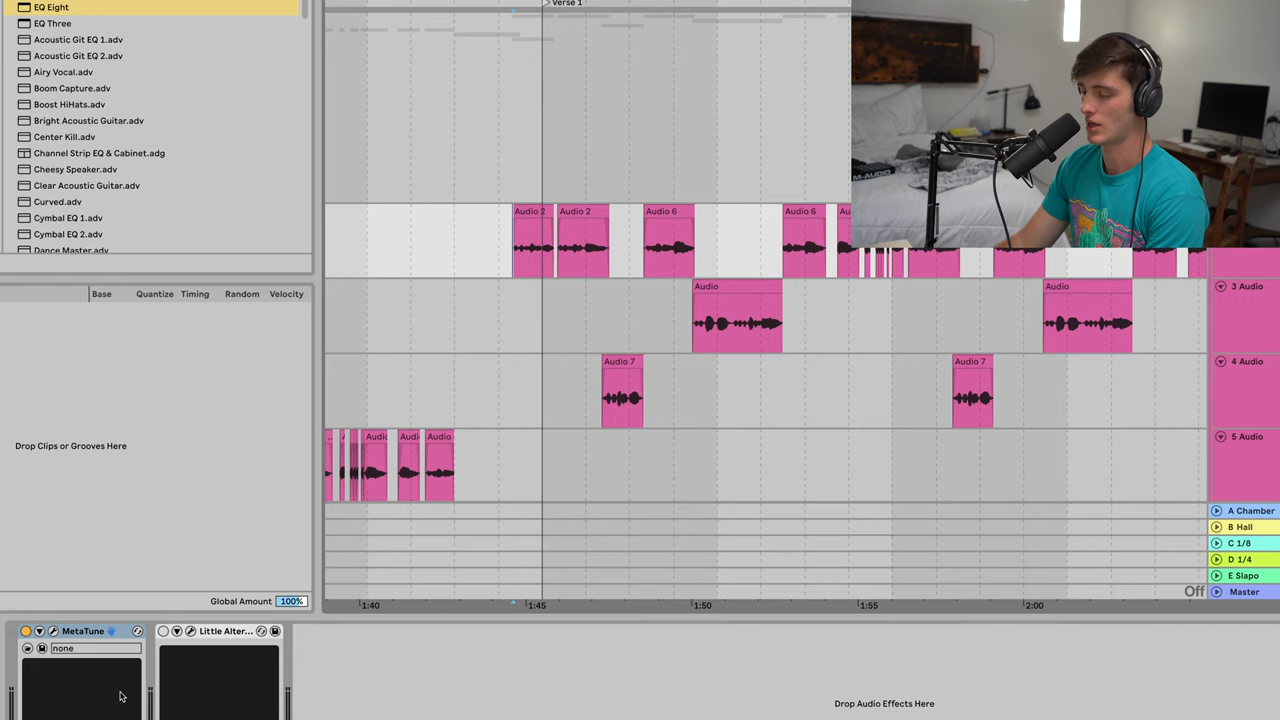 EQ Eight
EQ Three
Acoustic Git EQ 1.adv
Acoustic Git EQ 2.adv
Airy Vocal.adv
Boom Capture.adv
Boost HiHats.adv
Bright Acoustic Guitar.adv
Center Kill.adv
Channel Strip EQ & Cabinet.adg
Cheesy Speaker.adv
Clear Acoustic Guitar.adv
Curved.adv
Cymbal EQ 1.adv
Cymbal EQ 2.adv
Dance Master.adv
Base Quantize Timing Random Velocity
Drop Clips or Grooves Here
Global Amount 100%
Verse 1
M-AUDIO
Audio 2 Audio 2 Audio 6 Audio 6 Au
Audio Audio
3 Audio
Audio 7 Audio 7
4 Audio
Audio Audi Audio
5 Audio
A Chamber
B Hall
C 1/8
D 1/4
E Slapo
Off Master
1:40 1:45 1:50 1:55 2:00
MetaTune Little Alter...
none
Drop Audio Effects Here